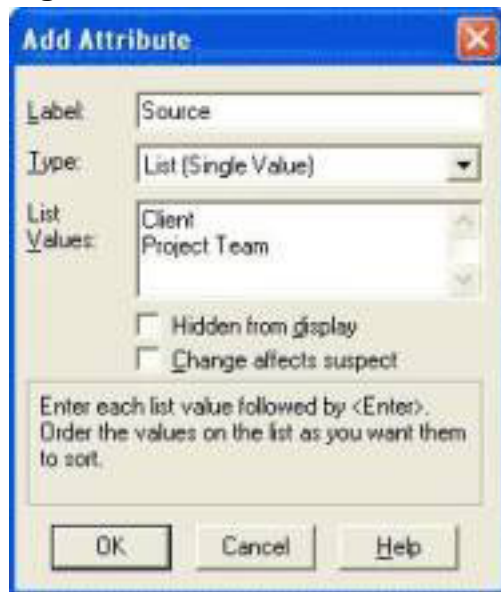 Add Attribute
Label: Source
Type: List (Single Value)
List Values:
Client
Project Team
Hidden from display
Change affects suspect
Enter each list value followed by <Enter>.
Order the values on the list as you want them
to sort.
OK Cancel Help